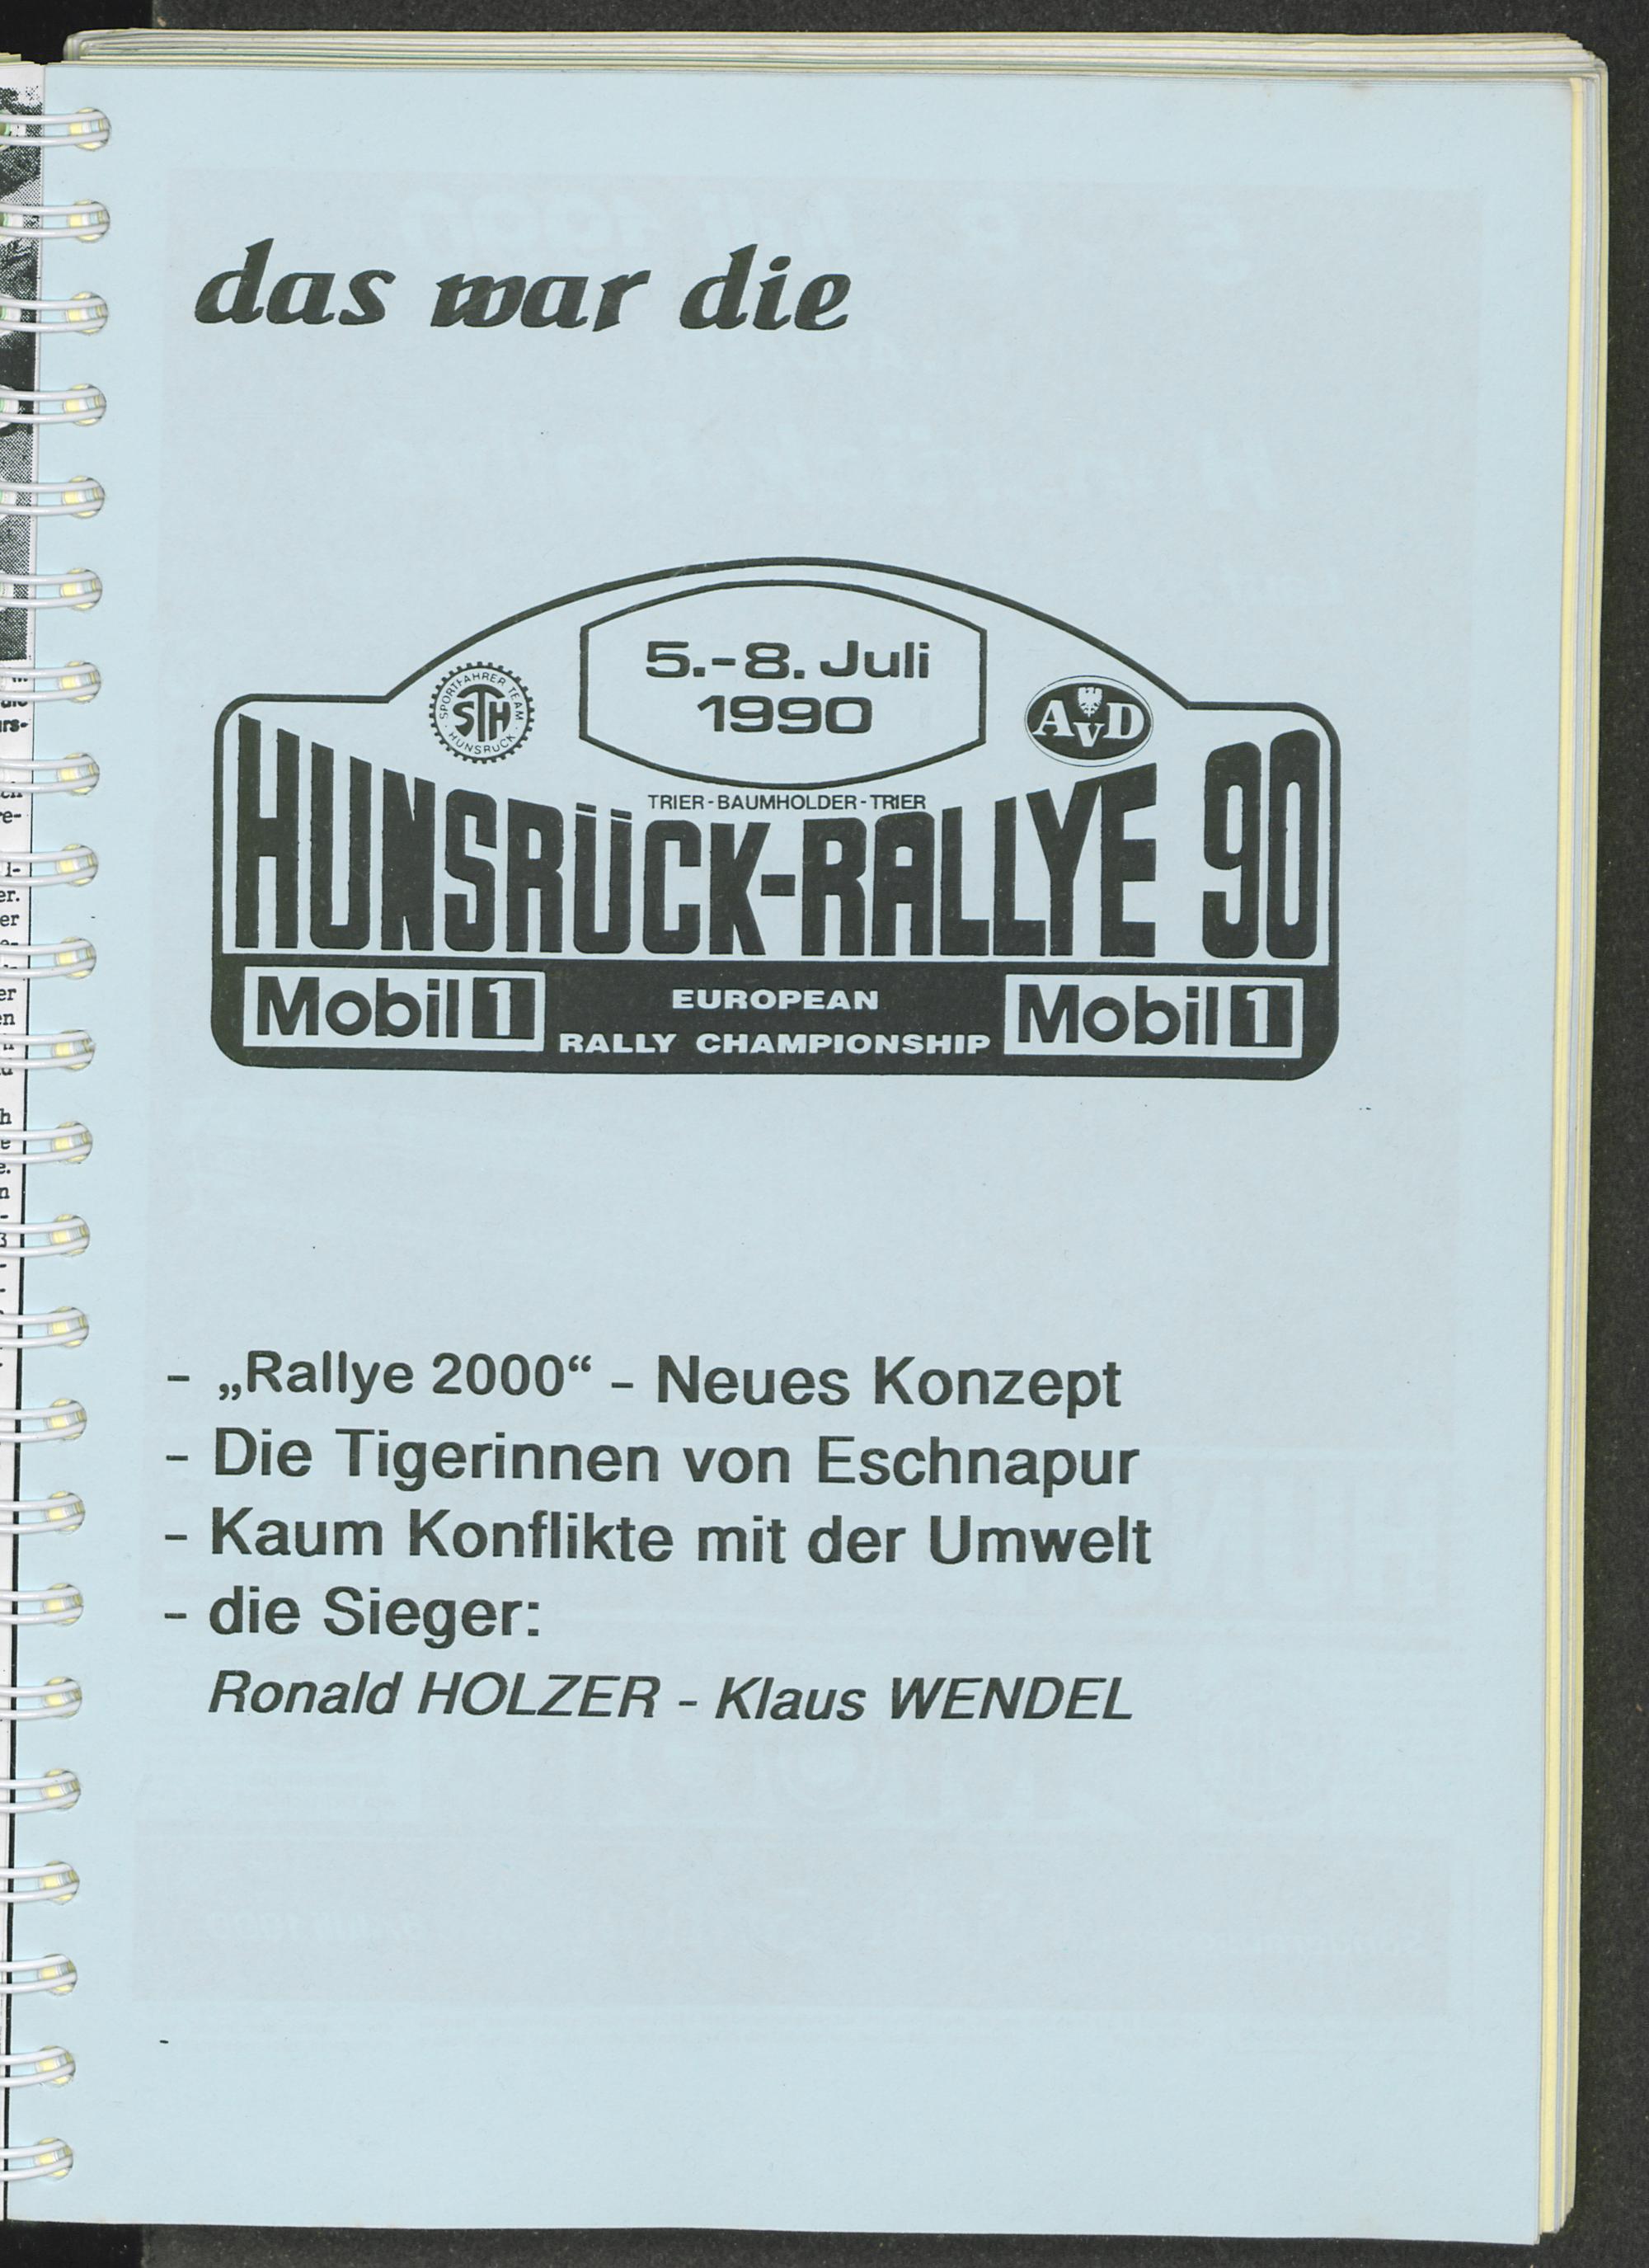 das war die
5.-8. Juli
1990
SPORTFAHRER TEAM
STH
HUNSRÜCK
AvD
TRIER-BAUMHOLDER-TRIER
HUNSRÜCK-RALLYE 90
Mobil 1
EUROPEAN
RALLY CHAMPIONSHIP
Mobil 1
- „Rallye 2000“ - Neues Konzept
- Die Tigerinnen von Eschnapur
- Kaum Konflikte mit der Umwelt
- die Sieger:
Ronald HOLZER - Klaus WENDEL